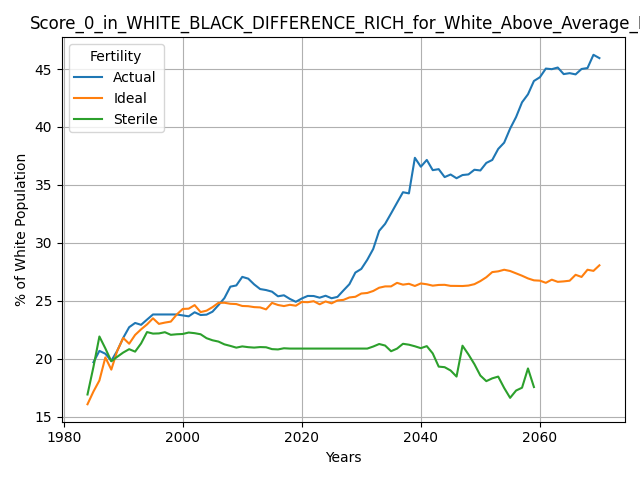 Score_0_in_WHITE_BLACK_DIFFERENCE_RICH_for_White_Above_Average_
Fertility
Actual
Ideal
Sterile
% of White Population
45
40
35
30
25
20
15
1980
2000
2020
2040
2060
Years